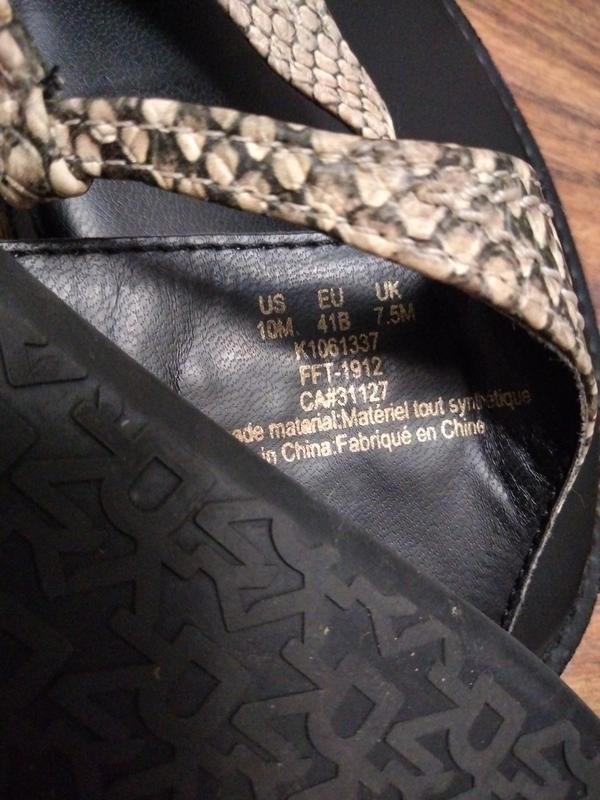 US EU UK
10M. 41B 7.5M
K1061337
FFT-1912
CA#31127
ade material:Matériel tout synthétique
in China:Fabriqué en Chine